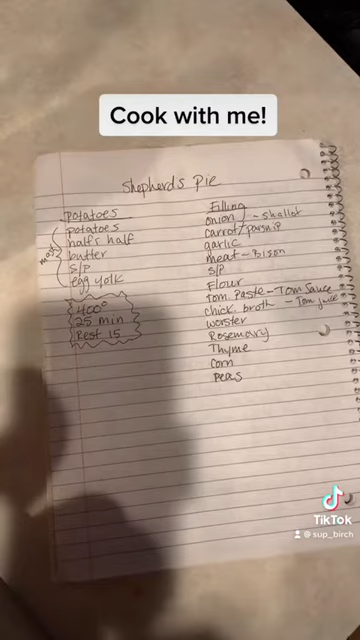 Cook with me!
Shepherds Pie
Potatoes
potatoes
half & half
butter
S/P
egg yolk
mash
400°
25 min
Rest 15
Filling
onion - shallot
carrot/parsnip
garlic
meat - Bison
S/P
Flour
Tom. Paste - Tom Sauce
chick. broth - Tom juice
worster
Rosemary
Thyme
corn
peas
TikTok
@sup_birch